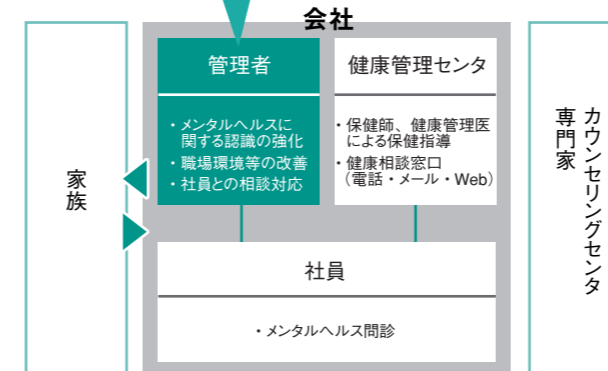 会社
家族
管理者
・メンタルヘルスに
関する認識の強化
・職場環境等の改善
・社員との相談対応
健康管理センタ
・保健師、健康管理医
による保健指導
・健康相談窓口
（電話・メール・Web）
社員
・メンタルヘルス問診
カウンセリングセンタ
専門家